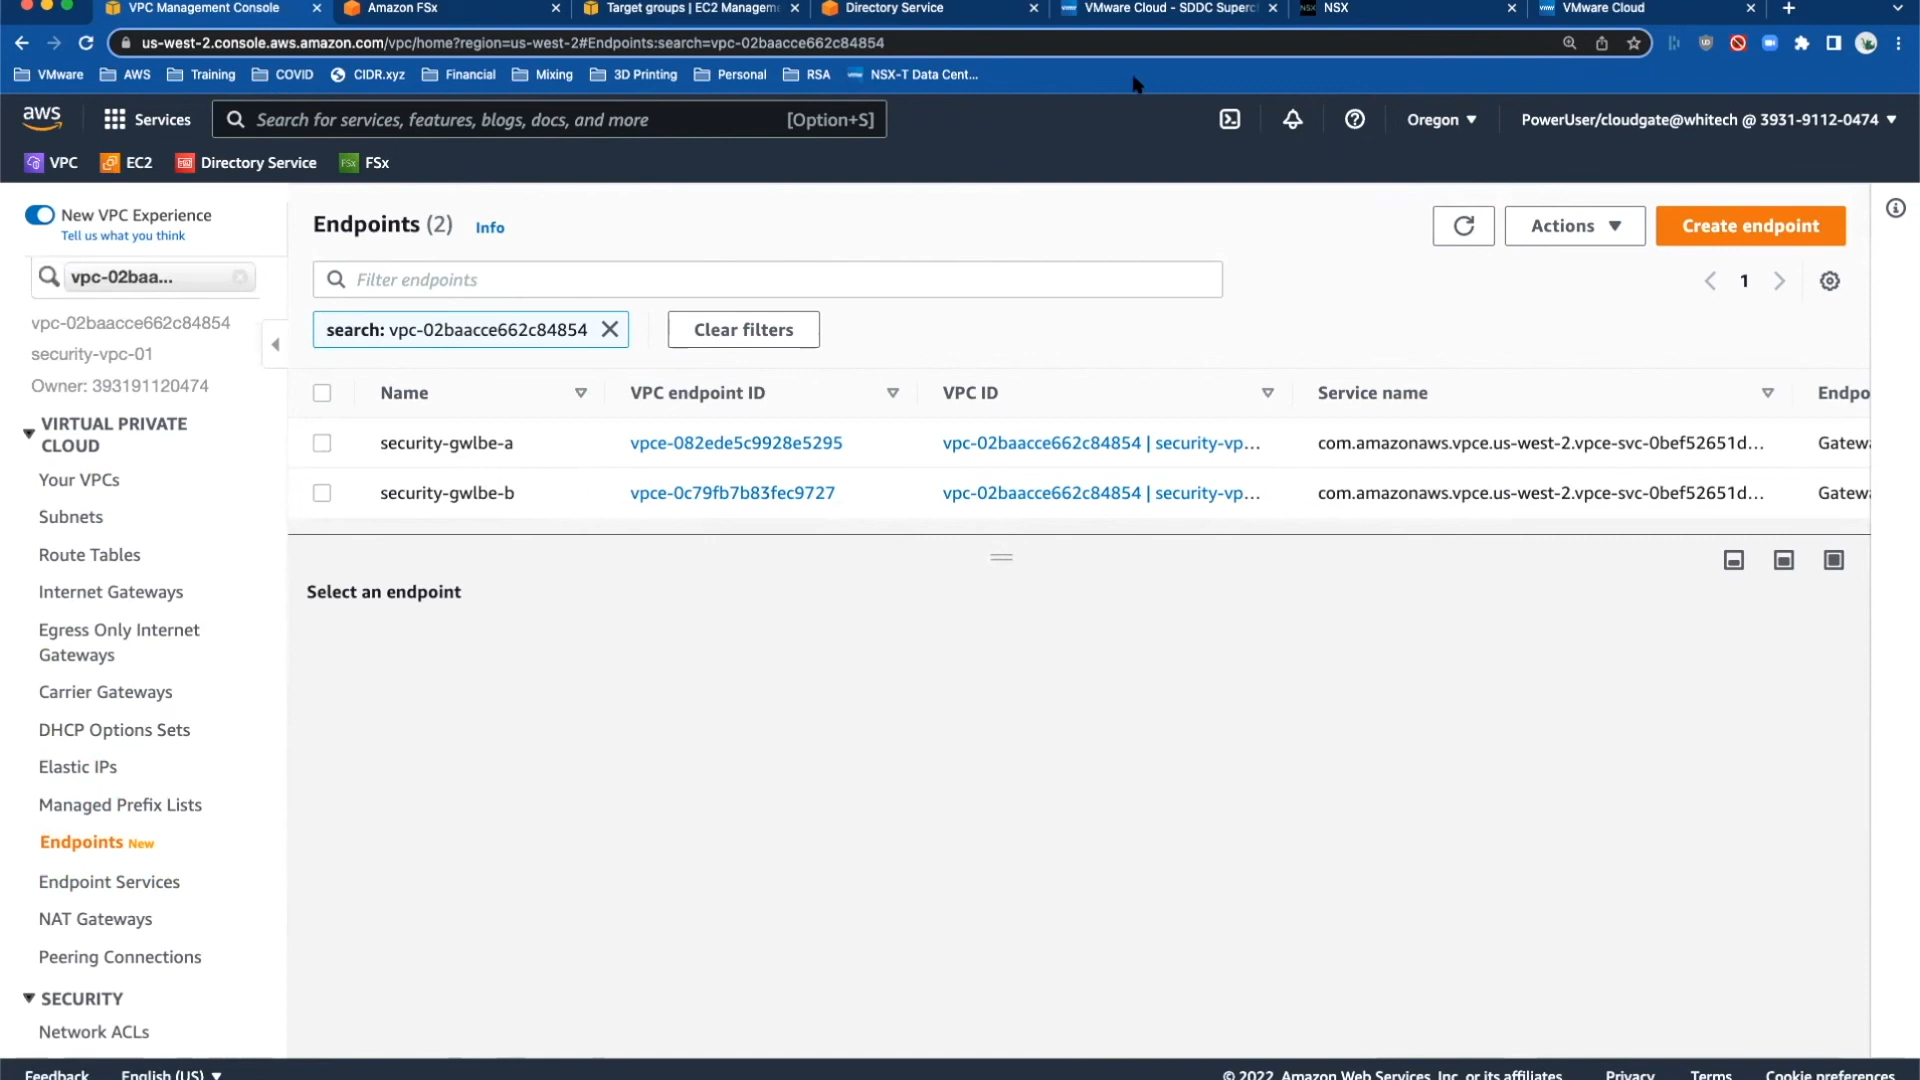 VPC Management Console
Amazon FSx
Target groups | EC2 Managem
Directory Service
VMware Cloud - SDDC Superc
NSX
VMware Cloud
us-west-2.console.aws.amazon.com/vpc/home?region=us-west-2#Endpoints:search=vpc-02baacce662c84854
VMware
AWS
Training
COVID
CIDR.xyz
Financial
Mixing
3D Printing
Personal
RSA
NSX-T Data Cent...
aws
Services
Search for services, features, blogs, docs, and more
[Option+S]
Oregon
PowerUser/cloudgate@whitech @ 3931-9112-0474
VPC
EC2
Directory Service
FSx
FSx
New VPC Experience
Tell us what you think
vpc-02baa...
vpc-02baacce662c84854
security-vpc-01
Owner: 393191120474
VIRTUAL PRIVATE
CLOUD
Your VPCs
Subnets
Route Tables
Internet Gateways
Egress Only Internet
Gateways
Carrier Gateways
DHCP Options Sets
Elastic IPs
Managed Prefix Lists
Endpoints New
Endpoint Services
NAT Gateways
Peering Connections
SECURITY
Network ACLs
Endpoints (2) Info
Actions
Create endpoint
Filter endpoints
1
search: vpc-02baacce662c84854
Clear filters
Name VPC endpoint ID VPC ID Service name Endpo
security-gwlbe-a vpce-082ede5c9928e5295 vpc-02baacce662c84854 | security-vp... com.amazonaws.vpce.us-west-2.vpce-svc-0bef52651d... Gatewa
security-gwlbe-b vpce-0c79fb7b83fec9727 vpc-02baacce662c84854 | security-vp... com.amazonaws.vpce.us-west-2.vpce-svc-0bef52651d... Gatewa
Select an endpoint
Feedback English (US)
© 2022, Amazon Web Services, Inc. or its affiliates. Privacy Terms Cookie preferences